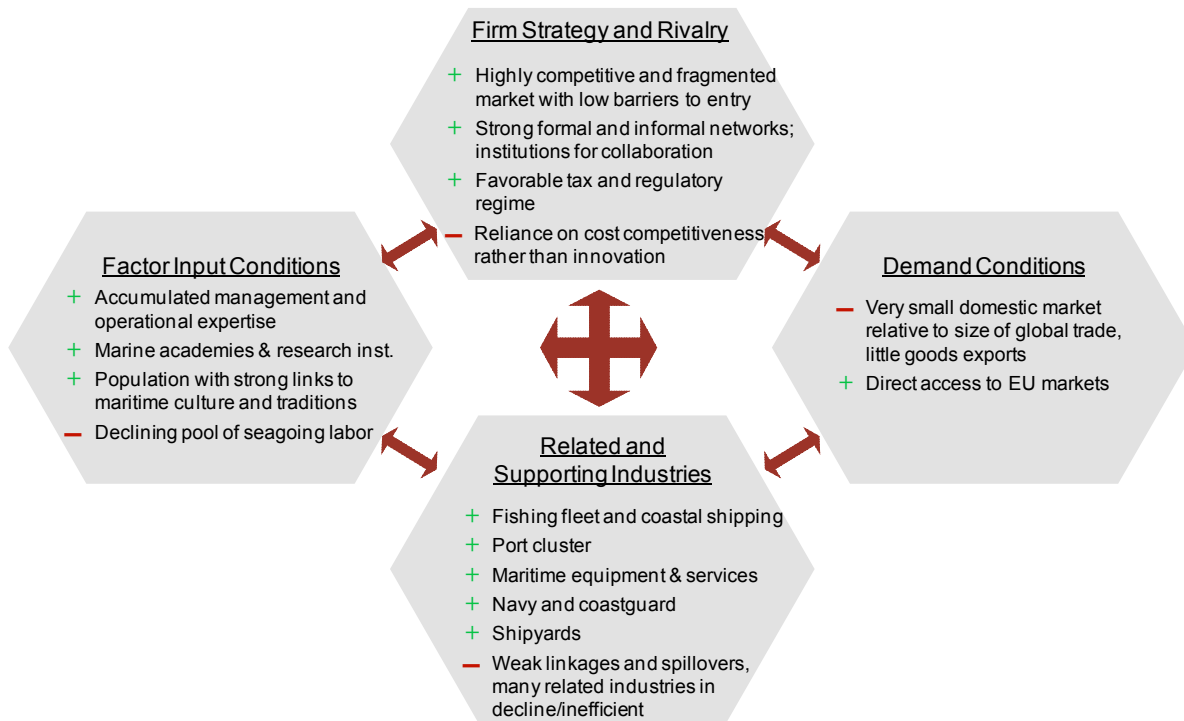 Firm Strategy and Rivalry
+ Highly competitive and fragmented
market with low barriers to entry
+ Strong formal and informal networks;
institutions for collaboration
+ Favorable tax and regulatory
regime
− Reliance on cost competitiveness
rather than innovation
Factor Input Conditions
+ Accumulated management and
operational expertise
+ Marine academies & research inst.
+ Population with strong links to
maritime culture and traditions
− Declining pool of seagoing labor
Demand Conditions
− Very small domestic market
relative to size of global trade,
little goods exports
+ Direct access to EU markets
Related and
Supporting Industries
+ Fishing fleet and coastal shipping
+ Port cluster
+ Maritime equipment & services
+ Navy and coastguard
+ Shipyards
− Weak linkages and spillovers,
many related industries in
decline/inefficient